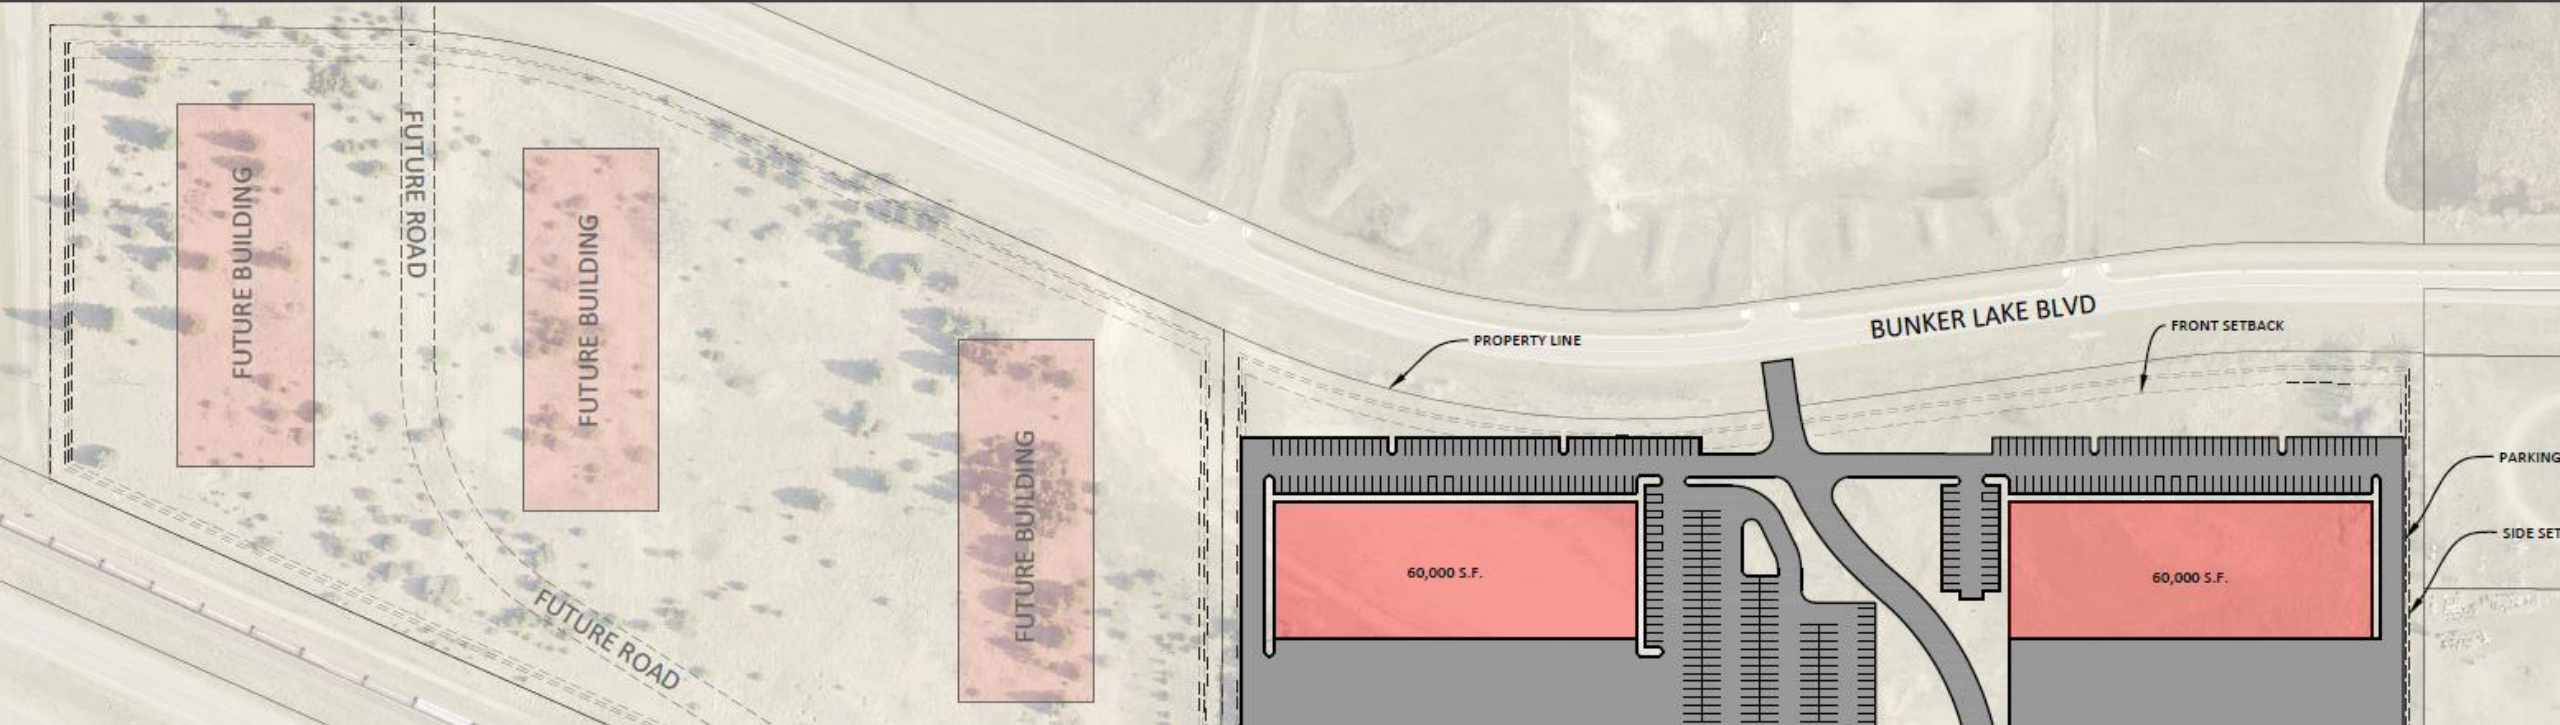 FUTURE BUILDING
FUTURE ROAD
FUTURE BUILDING
FUTURE BUILDING
FUTURE ROAD
PROPERTY LINE
BUNKER LAKE BLVD
FRONT SETBACK
PARKING
SIDE SET
60,000 S.F.
60,000 S.F.